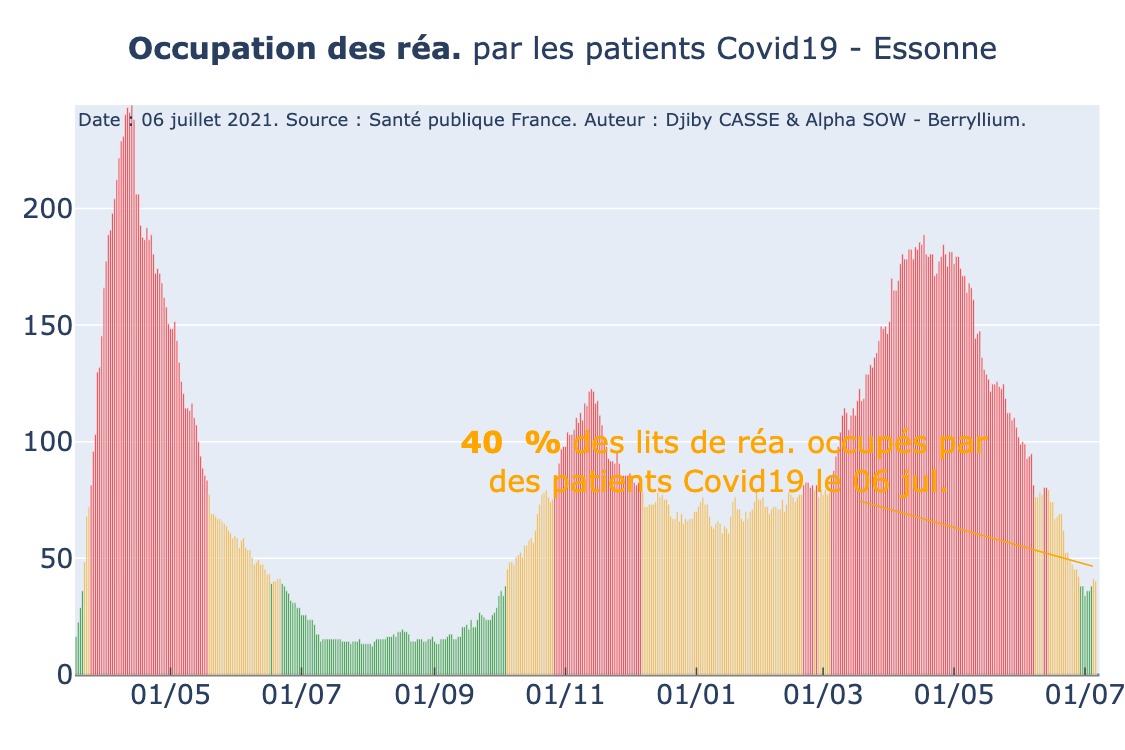 Occupation des réa. par les patients Covid19 - Essonne
Date : 06 juillet 2021. Source : Santé publique France. Auteur : Djiby CASSE & Alpha SOW - Berryllium.
200
150
100
40 % des lits de réa. occupés par
des patients Covid19 le 06 jul.
50
0
01/05 01/07 01/09 01/11 01/01 01/03 01/05 01/07